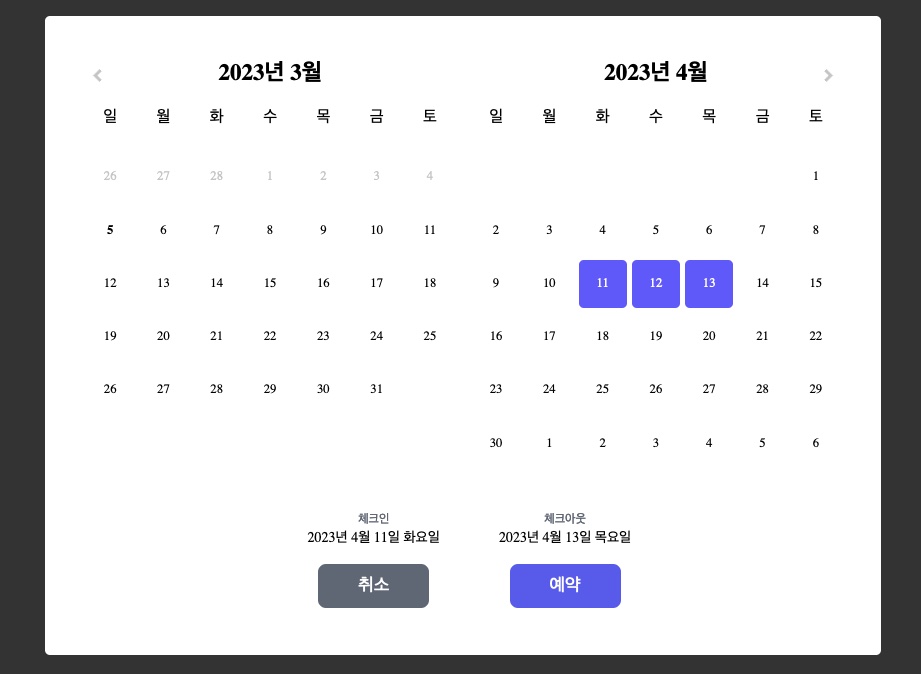 2023년 3월
일 월 화 수 목 금 토
26 27 28 1 2 3 4
5 6 7 8 9 10 11
12 13 14 15 16 17 18
19 20 21 22 23 24 25
26 27 28 29 30 31
2023년 4월
일 월 화 수 목 금 토
1
2 3 4 5 6 7 8
9 10 11 12 13 14 15
16 17 18 19 20 21 22
23 24 25 26 27 28 29
30 1 2 3 4 5 6
체크인
2023년 4월 11일 화요일
취소
체크아웃
2023년 4월 13일 목요일
예약